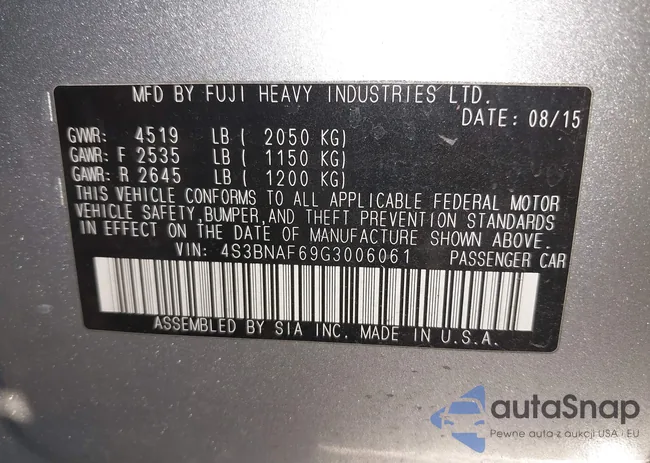 MFD BY FUJI HEAVY INDUSTRIES LTD.
DATE: 08/15
GVWR: 4519 LB ( 2050 KG)
GAWR: F 2535 LB ( 1150 KG)
GAWR: R 2645 LB ( 1200 KG)
THIS VEHICLE CONFORMS TO ALL APPLICABLE FEDERAL MOTOR
VEHICLE SAFETY, BUMPER, AND THEFT PREVENTION STANDARDS
IN EFFECT ON THE DATE OF MANUFACTURE SHOWN ABOVE.
VIN: 4S3BNAF69G3006061 PASSENGER CAR
ASSEMBLED BY SIA INC. MADE IN U.S.A.
autaSnap
Pewne auta z aukcji USA i EU